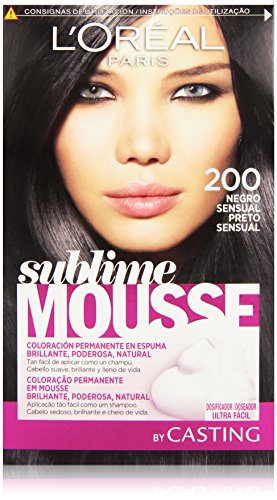 CONSIGNAS DE UTILIZACIÓN / INSTRUÇÕES DE UTILIZAÇÃO
L'ORÉAL
PARIS
200
NEGRO
SENSUAL
PRETO
SENSUAL
sublime
MOUSSE
COLORACIÓN PERMANENTE EN ESPUMA
BRILLANTE, PODEROSA, NATURAL
Tan fácil de aplicar como un champú.
Cabello suave, brillante y lleno de vida.
COLORAÇÃO PERMANENTE
EM MOUSSE
BRILHANTE, PODEROSA, NATURAL
Aplicação tão fácil como um shampoo.
Cabelo sedoso, brilhante e cheio de vida.
DOSIFICADOR/DOSEADOR
ULTRA FÁCIL
BY CASTING